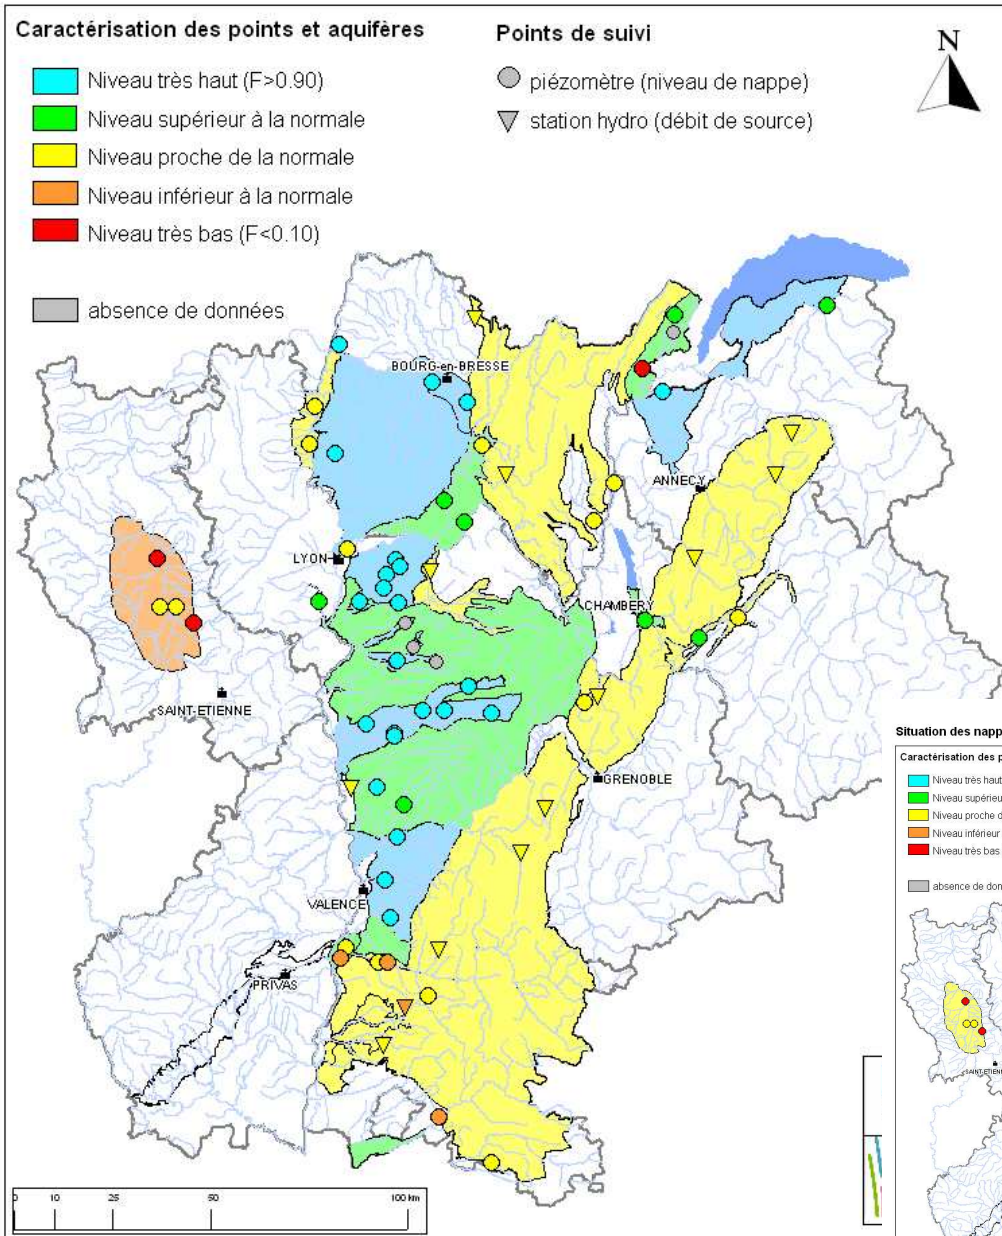 Caractérisation des points et aquifères
Niveau très haut (F>0.90)
Niveau supérieur à la normale
Niveau proche de la normale
Niveau inférieur à la normale
Niveau très bas (F<0.10)
absence de données
Points de suivi
piézomètre (niveau de nappe)
station hydro (débit de source)
N
BOURG-en-BRESSE
ANNECY
LYON
CHAMBERY
SAINT-ETIENNE
GRENOBLE
VALENCE
PRIVAS
0 10 25 50 100 km
Situation des napp
Caractérisation des p
Niveau très haut
Niveau supérieu
Niveau proche d
Niveau inférieur
Niveau très bas
absence de don
SAINT-ETIENN